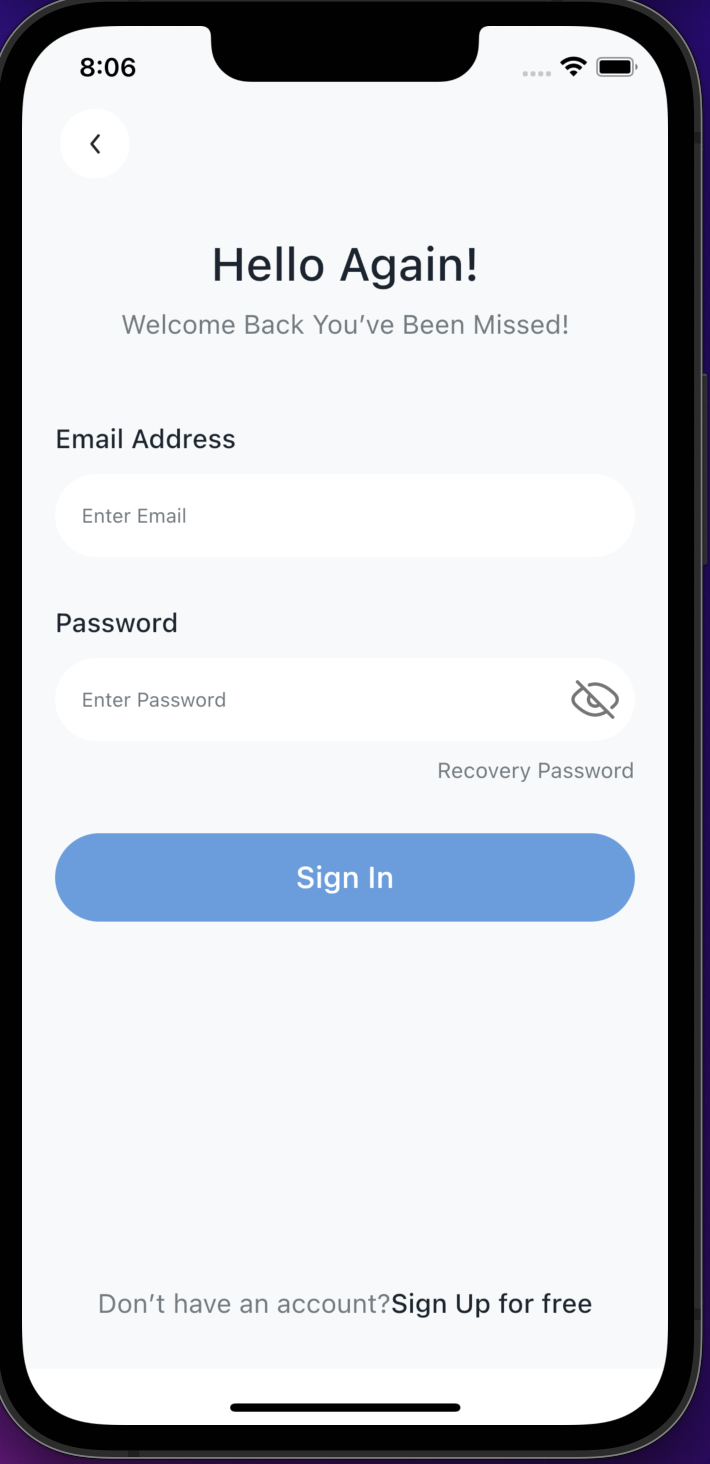 8:06
Hello Again!
Welcome Back You’ve Been Missed!
Email Address
Enter Email
Password
Enter Password
Recovery Password
Sign In
Don’t have an account?Sign Up for free